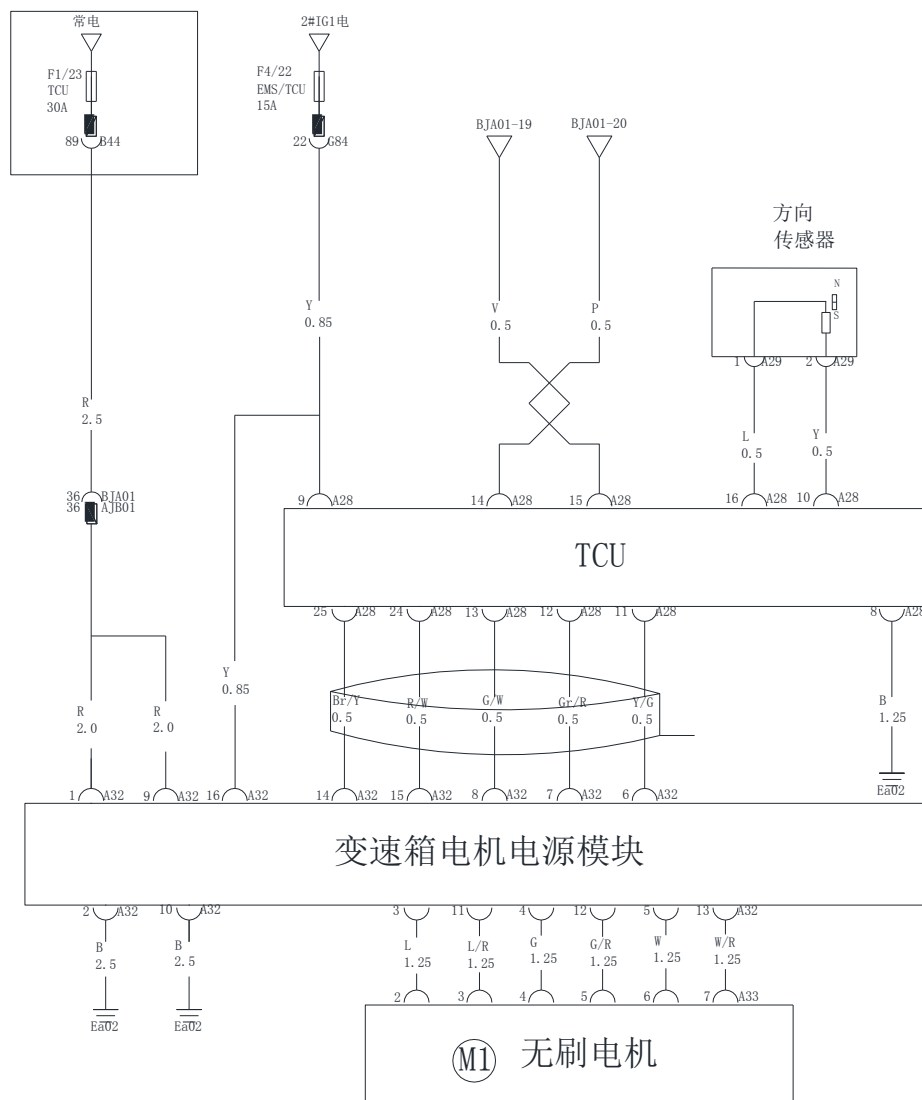 常电
2#IG1电
F1/23
TCU
30A
F4/22
EMS/TCU
15A
89 B44
22 G84
BJA01-19
BJA01-20
方向
传感器
N
S
1 A29
2 A29
Y
0.85
V
0.5
P
0.5
R
2.5
L
0.5
Y
0.5
36 BJA01
36 AJB01
9 A28
14 A28
15 A28
16 A28
10 A28
TCU
25 A28
24 A28
13 A28
12 A28
11 A28
8 A28
Y
0.85
R
2.0
R
2.0
Br/Y
0.5
R/W
0.5
G/W
0.5
Gr/R
0.5
Y/G
0.5
B
1.25
Ea02
1 A32
9 A32
16 A32
14 A32
15 A32
8 A32
7 A32
6 A32
变速箱电机电源模块
2 A32
10 A32
3
11
4
12
5
13 A32
B
2.5
B
2.5
L
1.25
L/R
1.25
G
1.25
G/R
1.25
W
1.25
W/R
1.25
Ea02
Ea02
2
3
4
5
6
7 A33
M1 无刷电机